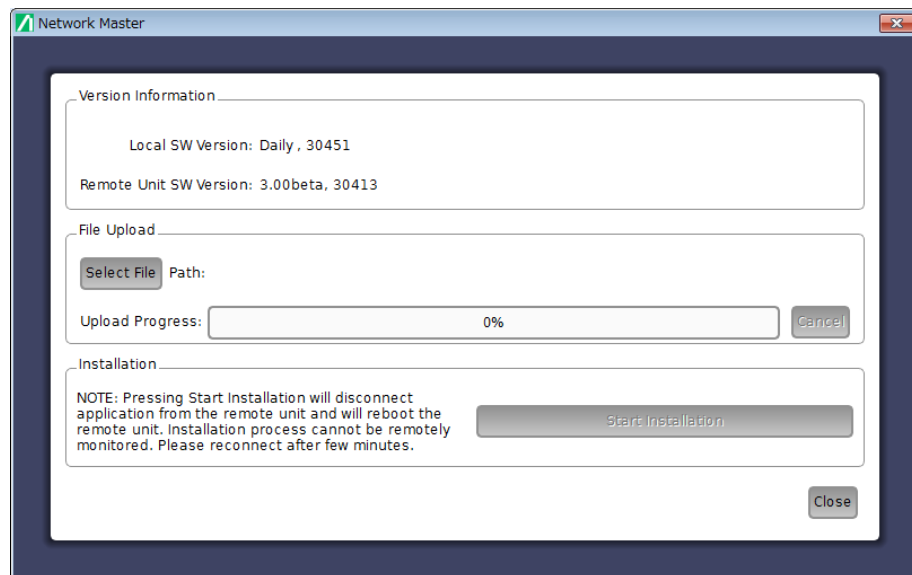 Network Master
Version Information
Local SW Version: Daily , 30451
Remote Unit SW Version: 3.00beta, 30413
File Upload
Select File Path:
Upload Progress: 0% Cancel
Installation
NOTE: Pressing Start Installation will disconnect
application from the remote unit and will reboot the
remote unit. Installation process cannot be remotely
monitored. Please reconnect after few minutes.
Start Installation
Close